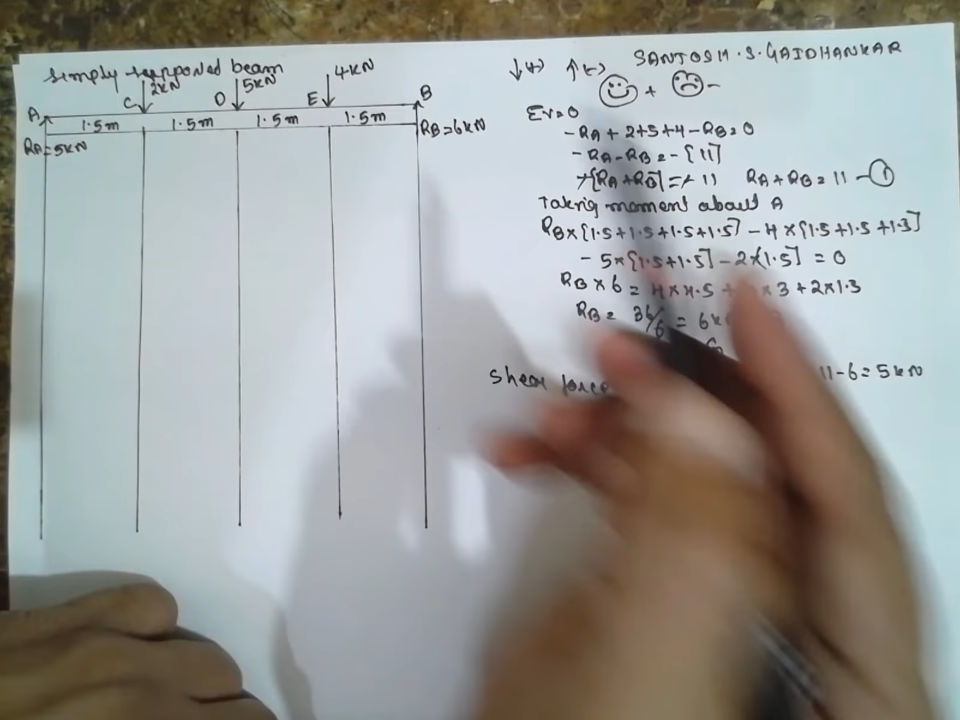 Simply supponed beam
2kN 5kN 4kN
A C D E B
1.5m 1.5m 1.5m 1.5m
RA=5kN RB=6kN
SANTOSH.S.GAIDHANKAR
↓(+) ↑(-)
☺ + ☹ -
Σv=0
-RA+2+5+4-RB=0
-RA-RB=-[11]
+[RA+RB]=+11 RA+RB=11-①
Taking moment about A
RB×[1.5+1.5+1.5+1.5]-4×[1.5+1.5+1.5]
-5×[1.5+1.5]-2×[1.5]=0
RB×6=4×4.5+ ×3+2×1.5
RB= 36/6 = 6k
Shear force 11-6=5kN